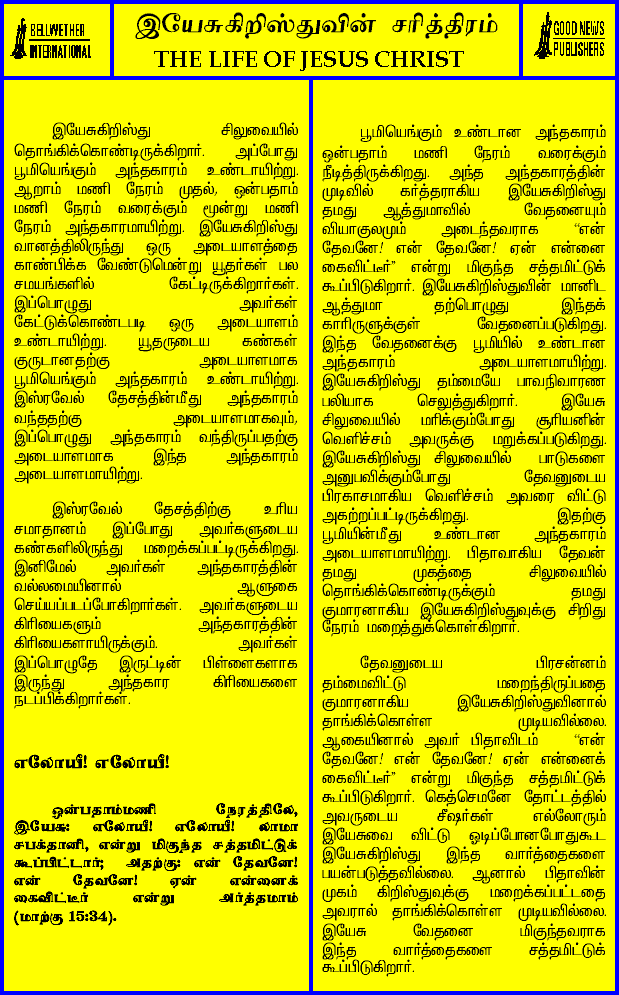 BELLWETHER
INTERNATIONAL
இயேசுகிறிஸ்துவின் சரித்திரம்
THE LIFE OF JESUS CHRIST
GOOD NEWS
PUBLISHERS
இயேசுகிறிஸ்து சிலுவையில்
தொங்கிக்கொண்டிருக்கிறார். அப்போது
பூமியெங்கும் அந்தகாரம் உண்டாயிற்று.
ஆறாம் மணி நேரம் முதல், ஒன்பதாம்
மணி நேரம் வரைக்கும் மூன்று மணி
நேரம் அந்தகாரமாயிற்று. இயேசுகிறிஸ்து
வானத்திலிருந்து ஒரு அடையாளத்தை
காண்பிக்க வேண்டுமென்று யூதர்கள் பல
சமயங்களில் கேட்டிருக்கிறார்கள்.
இப்பொழுது அவர்கள்
கேட்டுக்கொண்டபடி ஒரு அடையாளம்
உண்டாயிற்று. யூதருடைய கண்கள்
குருடானதற்கு அடையாளமாக
பூமியெங்கும் அந்தகாரம் உண்டாயிற்று.
இஸ்ரவேல் தேசத்தின்மீது அந்தகாரம்
வந்ததற்கு அடையாளமாகவும்,
இப்பொழுது அந்தகாரம் வந்திருப்பதற்கு
அடையாளமாக இந்த அந்தகாரம்
அடையாளமாயிற்று.
இஸ்ரவேல் தேசத்திற்கு உரிய
சமாதானம் இப்போது அவர்களுடைய
கண்களிலிருந்து மறைக்கப்பட்டிருக்கிறது.
இனிமேல் அவர்கள் அந்தகாரத்தின்
வல்லமையினால் ஆளுகை
செய்யப்படப்போகிறார்கள். அவர்களுடைய
கிரியைகளும் அந்தகாரத்தின்
கிரியைகளாயிருக்கும். அவர்கள்
இப்பொழுதே இருட்டின் பிள்ளைகளாக
இருந்து அந்தகார கிரியைகளை
நடப்பிக்கிறார்கள்.
எலோயீ! எலோயீ!
ஒன்பதாம்மணி நேரத்திலே,
இயேசு: எலோயீ! எலோயீ! லாமா
சபக்தானி, என்று மிகுந்த சத்தமிட்டுக்
கூப்பிட்டார்; அதற்கு: என் தேவனே!
என் தேவனே! ஏன் என்னைக்
கைவிட்டீர் என்று அர்த்தமாம்
(மாற்கு 15:34).
பூமியெங்கும் உண்டான அந்தகாரம்
ஒன்பதாம் மணி நேரம் வரைக்கும்
நீடித்திருக்கிறது. அந்த அந்தகாரத்தின்
முடிவில் கர்த்தராகிய இயேசுகிறிஸ்து
தமது ஆத்துமாவில் வேதனையும்
வியாகுலமும் அடைந்தவராக “என்
தேவனே! என் தேவனே! ஏன் என்னை
கைவிட்டீர்” என்று மிகுந்த சத்தமிட்டுக்
கூப்பிடுகிறார். இயேசுகிறிஸ்துவின் மானிட
ஆத்துமா தற்பொழுது இந்தக்
காரிருளுக்குள் வேதனைப்படுகிறது.
இந்த வேதனைக்கு பூமியில் உண்டான
அந்தகாரம் அடையாளமாயிற்று.
இயேசுகிறிஸ்து தம்மையே பாவநிவாரண
பலியாக செலுத்துகிறார். இயேசு
சிலுவையில் மரிக்கும்போது சூரியனின்
வெளிச்சம் அவருக்கு மறுக்கப்படுகிறது.
இயேசுகிறிஸ்து சிலுவையில் பாடுகளை
அனுபவிக்கும்போது தேவனுடைய
பிரகாசமாகிய வெளிச்சம் அவரை விட்டு
அகற்றப்பட்டிருக்கிறது. இதற்கு
பூமியின்மீது உண்டான அந்தகாரம்
அடையாளமாயிற்று. பிதாவாகிய தேவன்
தமது முகத்தை சிலுவையில்
தொங்கிக்கொண்டிருக்கும் தமது
குமாரனாகிய இயேசுகிறிஸ்துவுக்கு சிறிது
நேரம் மறைத்துக்கொள்கிறார்.
தேவனுடைய பிரசன்னம்
தம்மைவிட்டு மறைந்திருப்பதை
குமாரனாகிய இயேசுகிறிஸ்துவினால்
தாங்கிக்கொள்ள முடியவில்லை.
ஆகையினால் அவர் பிதாவிடம் “என்
தேவனே! என் தேவனே! ஏன் என்னைக்
கைவிட்டீர்” என்று மிகுந்த சத்தமிட்டுக்
கூப்பிடுகிறார். கெத்செமனே தோட்டத்தில்
அவருடைய சீஷர்கள் எல்லோரும்
இயேசுவை விட்டு ஓடிப்போனபோதுகூட
இயேசுகிறிஸ்து இந்த வார்த்தைகளை
பயன்படுத்தவில்லை. ஆனால் பிதாவின்
முகம் கிறிஸ்துவுக்கு மறைக்கப்பட்டதை
அவரால் தாங்கிக்கொள்ள முடியவில்லை.
இயேசு வேதனை மிகுந்தவராக
இந்த வார்த்தைகளை சத்தமிட்டுக்
கூப்பிடுகிறார்.